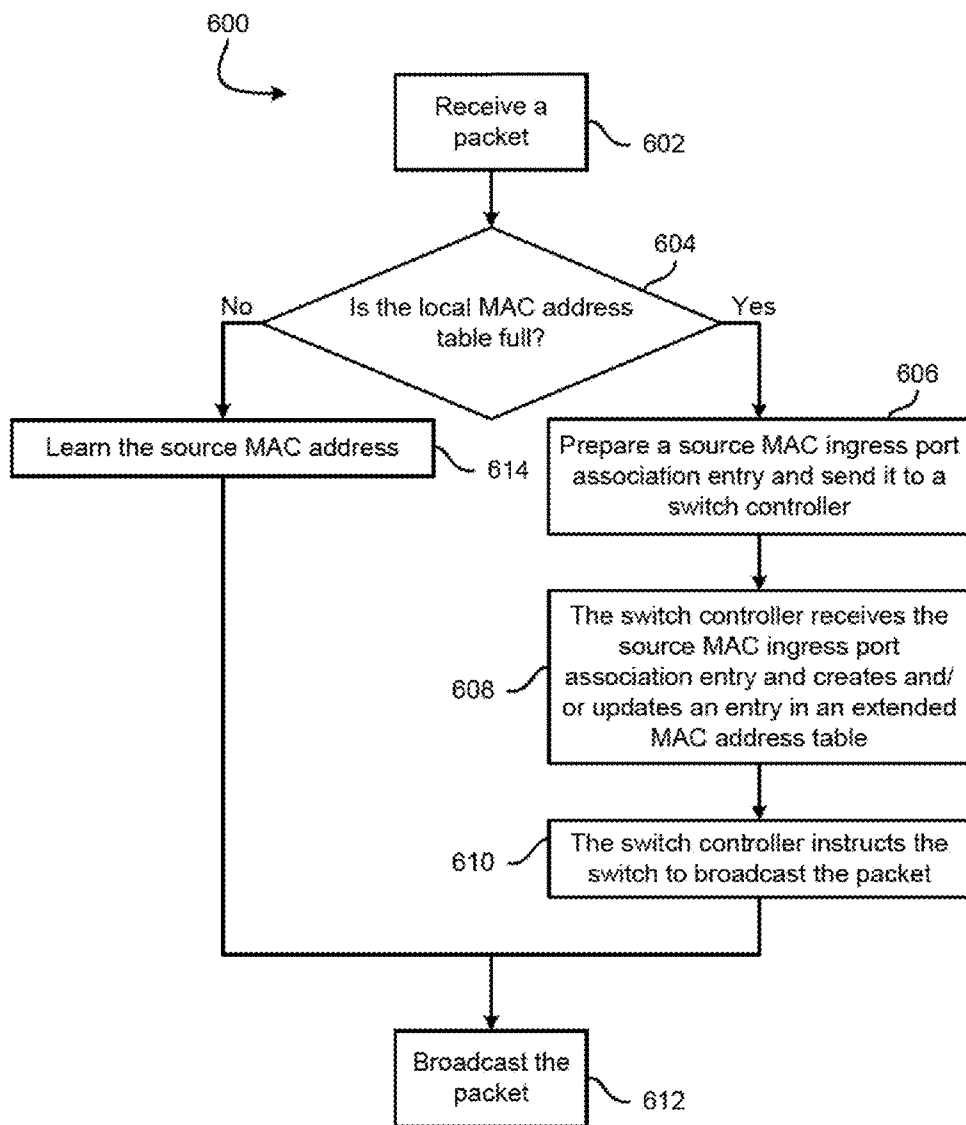 600
Receive a
packet
602
604
No
Is the local MAC address
table full?
Yes
606
Learn the source MAC address
614
Prepare a source MAC ingress port
association entry and send it to a
switch controller
The switch controller receives the
source MAC ingress port
association entry and creates and/
or updates an entry in an extended
MAC address table
608
The switch controller instructs the
switch to broadcast the packet
610
Broadcast the
packet
612